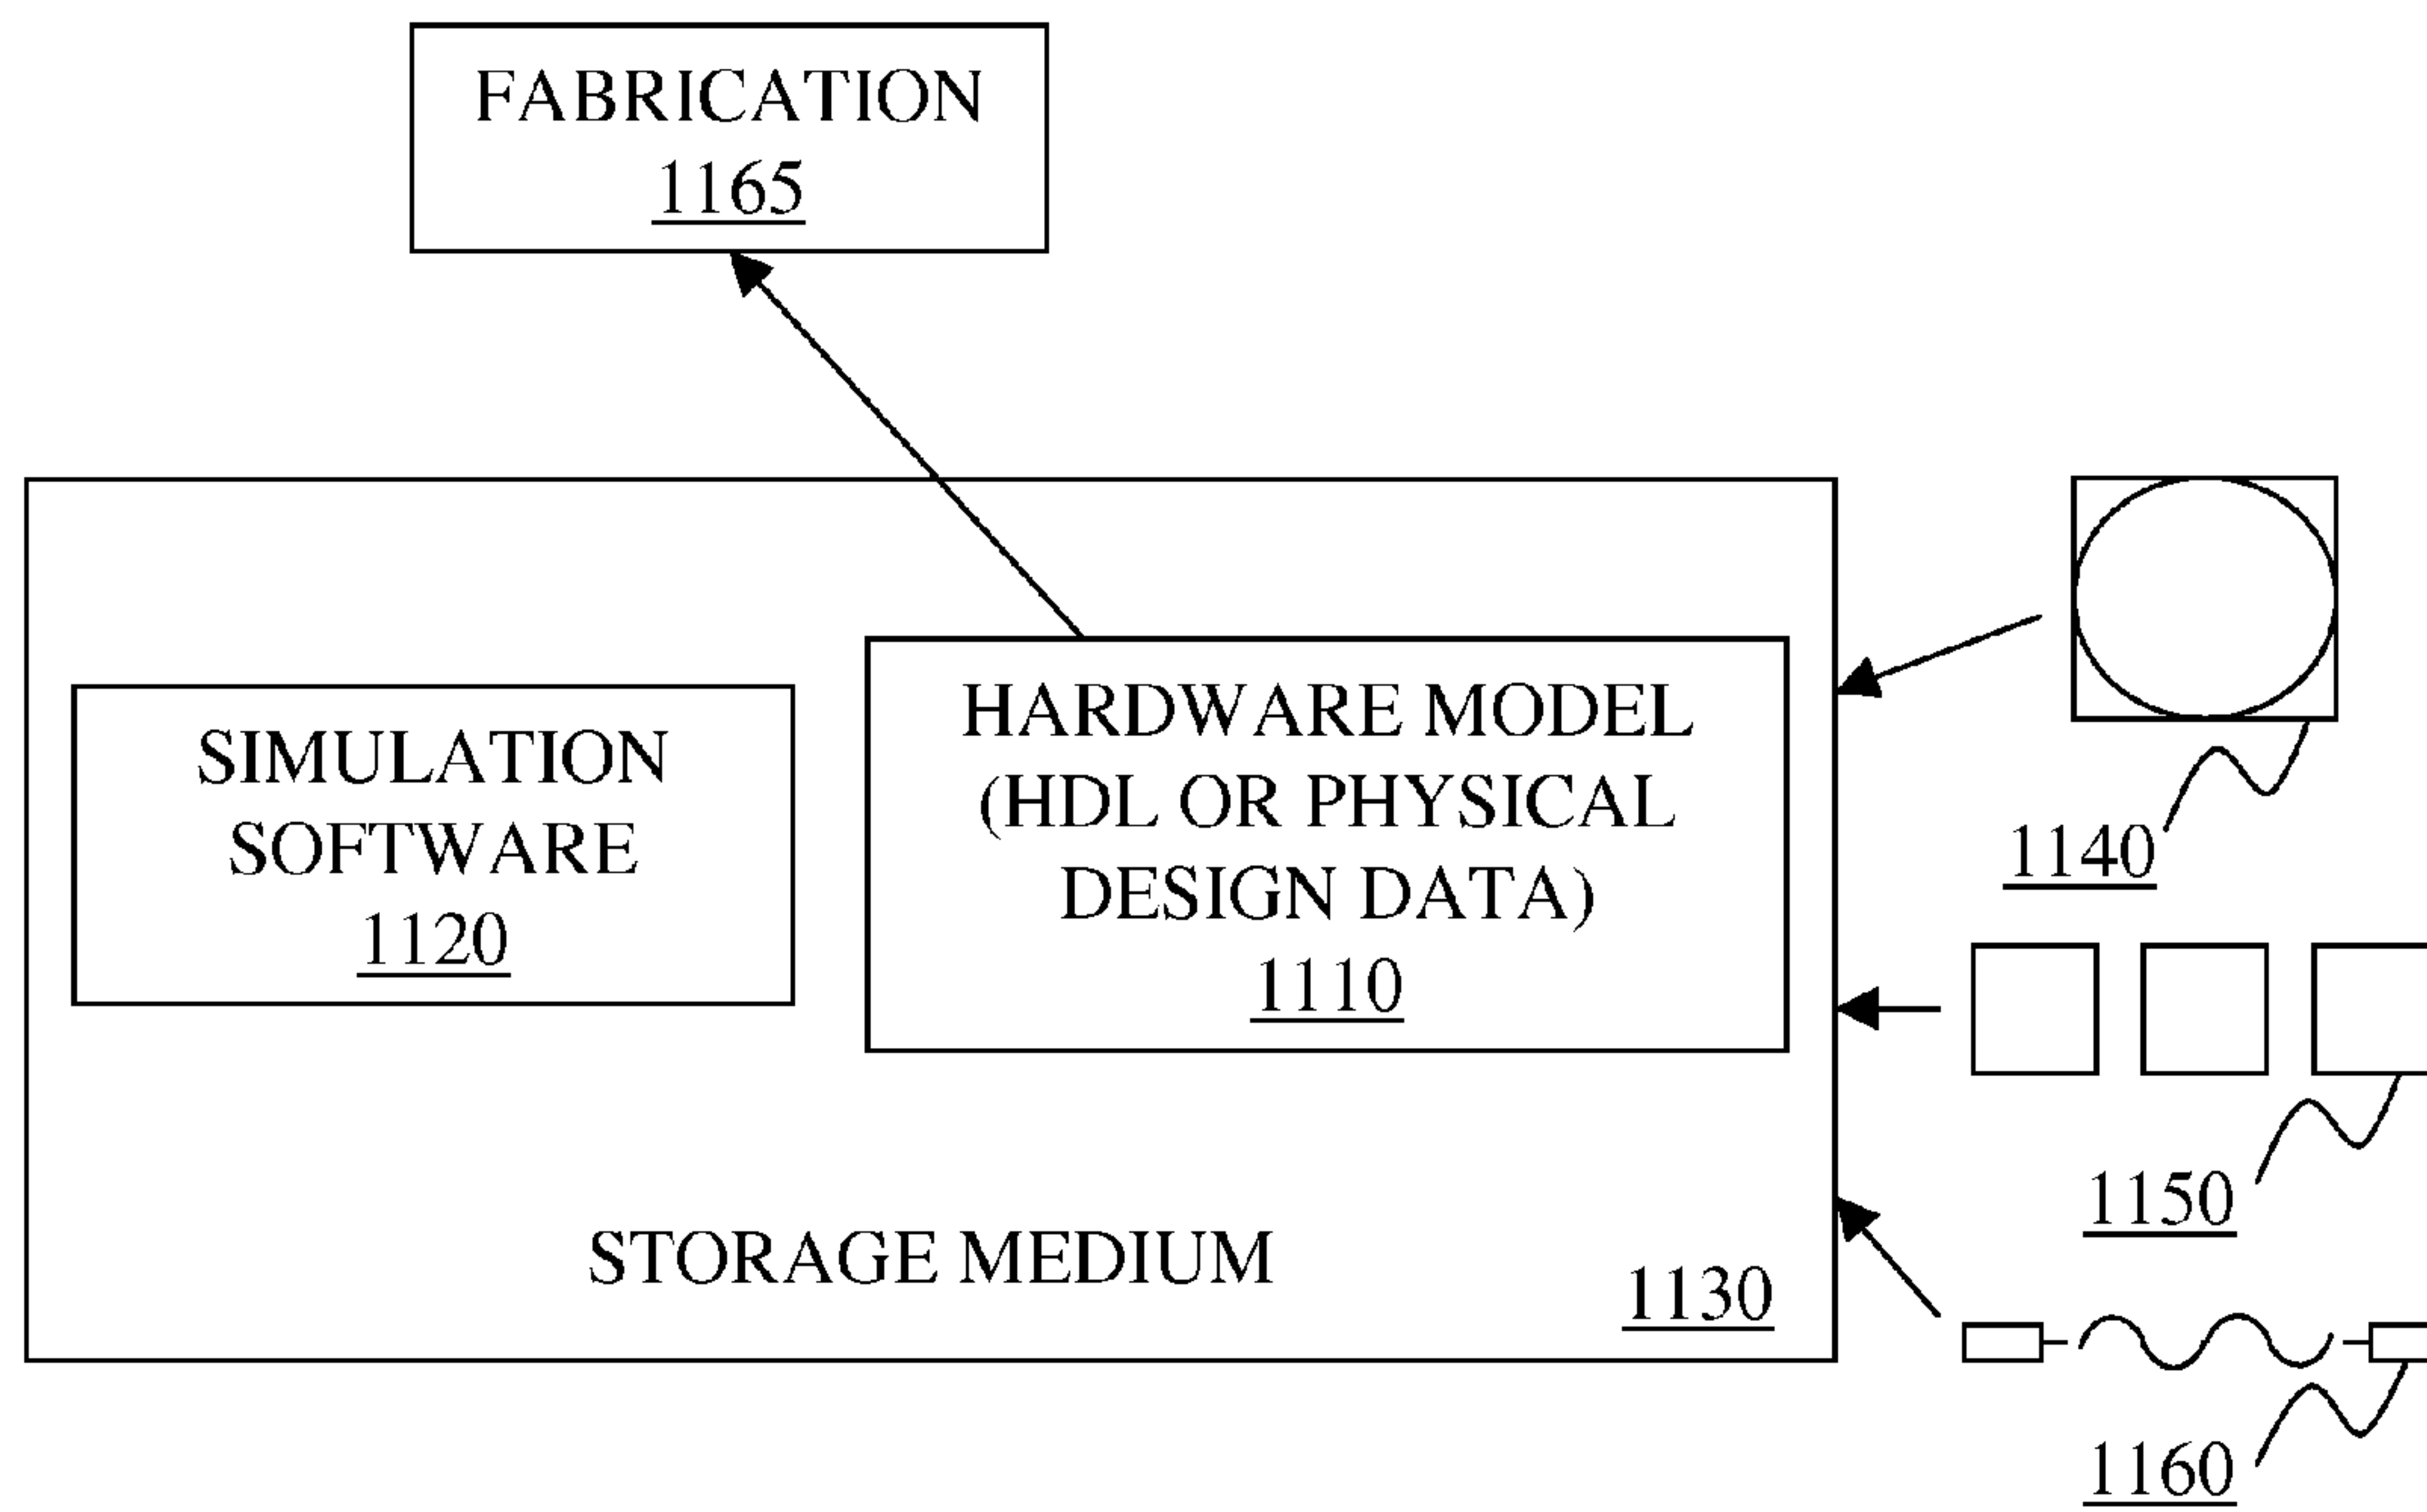 FABRICATION
1165
SIMULATION
SOFTWARE
1120
HARDWARE MODEL
(HDL OR PHYSICAL
DESIGN DATA)
1110
STORAGE MEDIUM
1130
1140
1150
1160